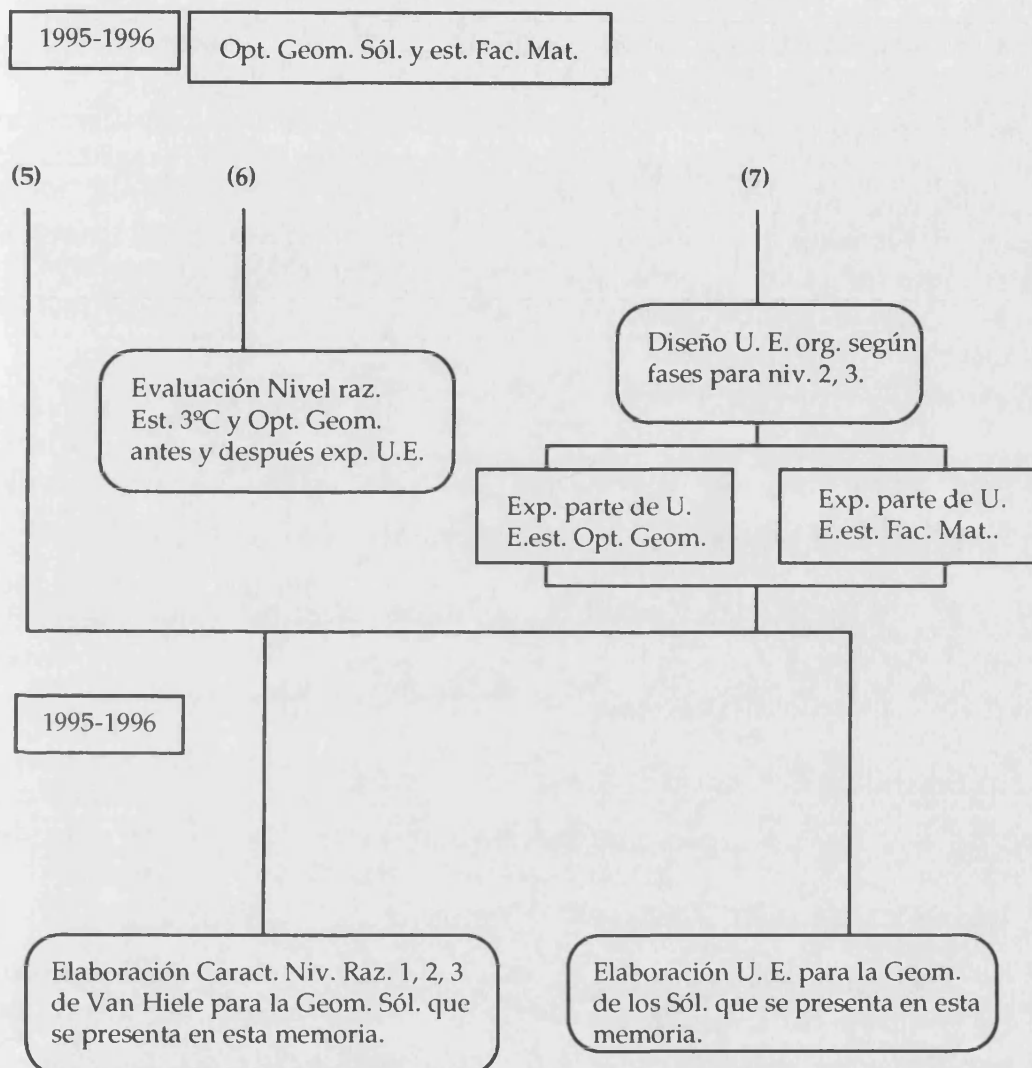 1995-1996
Opt. Geom. Sól. y est. Fac. Mat.
(5)
(6)
(7)
Evaluación Nivel raz.
Est. 3ºC y Opt. Geom.
antes y después exp. U.E.
Diseño U. E. org. según
fases para niv. 2, 3.
Exp. parte de U.
E.est. Opt. Geom.
Exp. parte de U.
E.est. Fac. Mat..
1995-1996
Elaboración Caract. Niv. Raz. 1, 2, 3
de Van Hiele para la Geom. Sól. que
se presenta en esta memoria.
Elaboración U. E. para la Geom.
de los Sól. que se presenta en esta
memoria.